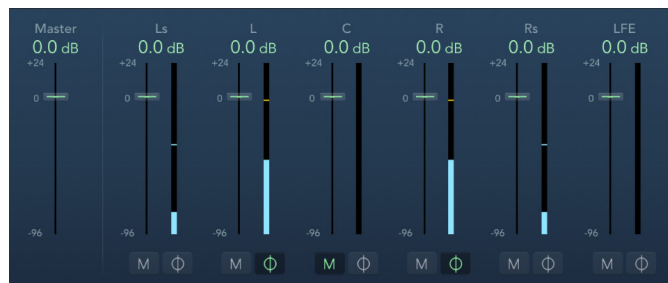 Master Ls L C R Rs LFE
0.0 dB 0.0 dB 0.0 dB 0.0 dB 0.0 dB 0.0 dB 0.0 dB
+24 +24 +24 +24 +24 +24 +24
0 0 0 0 0 0 0
-96 -96 -96 -96 -96 -96 -96
M M M M M M